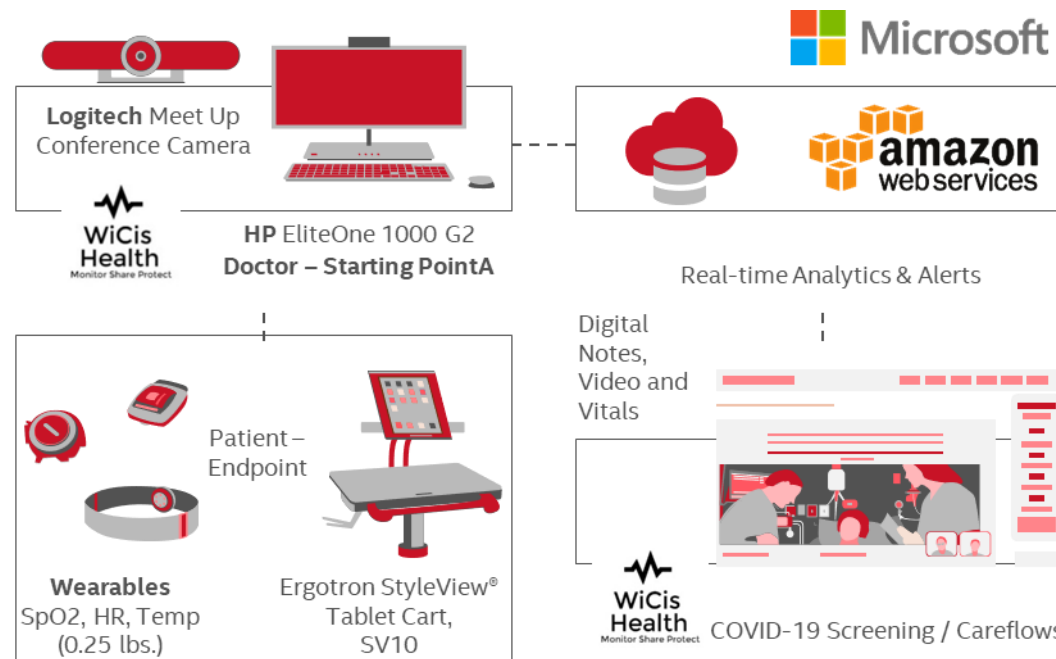 Microsoft
Logitech Meet Up
Conference Camera
amazon
web services
WiCis
Health
Monitor Share Protect
HP EliteOne 1000 G2
Doctor – Starting PointA
Real-time Analytics & Alerts
Digital
Notes,
Video and
Vitals
Patient –
Endpoint
Wearables
SpO2, HR, Temp
(0.25 lbs.)
Ergotron StyleView®
Tablet Cart,
SV10
WiCis
Health
Monitor Share Protect
COVID-19 Screening / Careflows